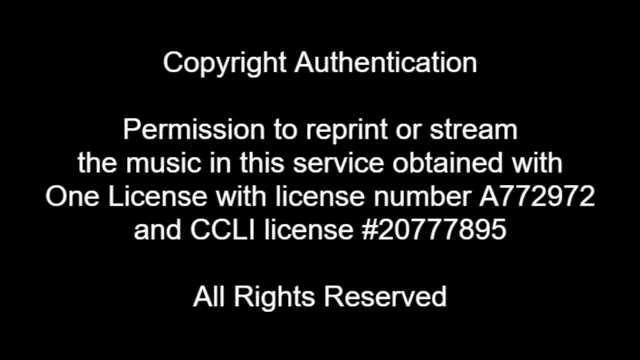 Copyright Authentication
Permission to reprint or stream
the music in this service obtained with
One License with license number A772972
and CCLI license #20777895
All Rights Reserved